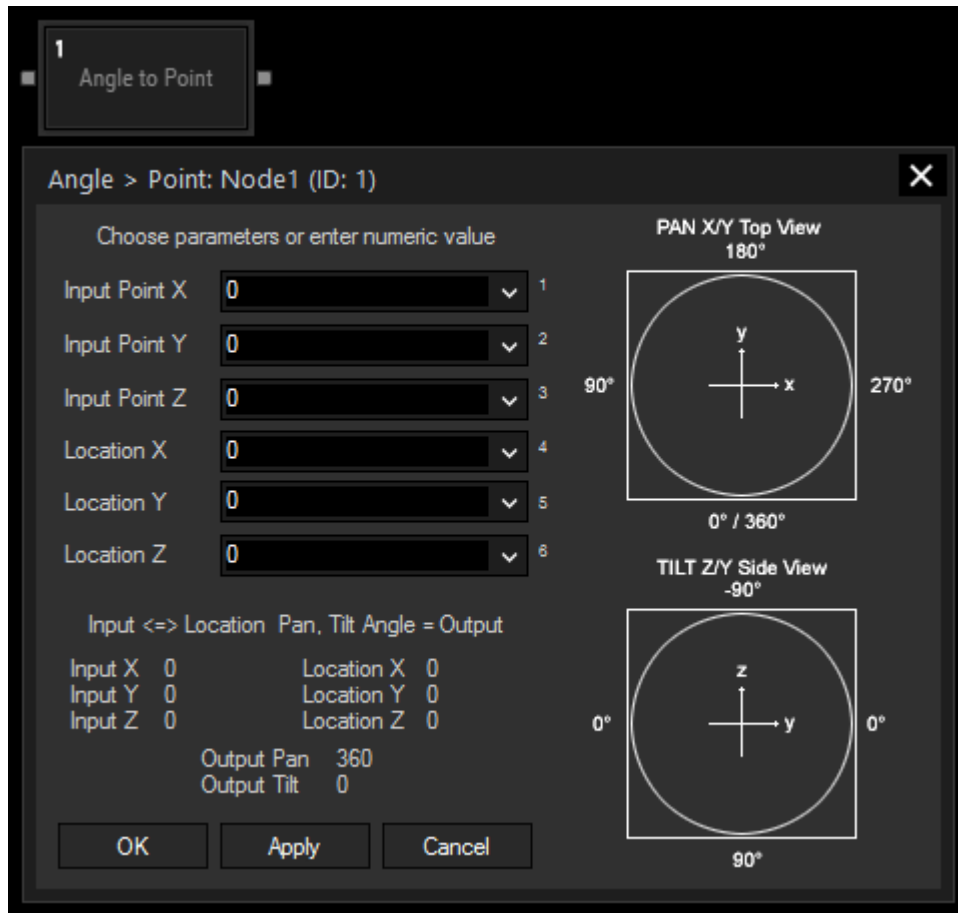 1
Angle to Point
Angle > Point: Node1 (ID: 1)
Choose parameters or enter numeric value
Input Point X 0 1
Input Point Y 0 2
Input Point Z 0 3
Location X 0 4
Location Y 0 5
Location Z 0 6
Input <=> Location Pan, Tilt Angle = Output
Input X 0 Location X 0
Input Y 0 Location Y 0
Input Z 0 Location Z 0
Output Pan 360
Output Tilt 0
OK Apply Cancel
PAN X/Y Top View
180°
y
90° x 270°
0° / 360°
TILT Z/Y Side View
-90°
z
0° y 0°
90°